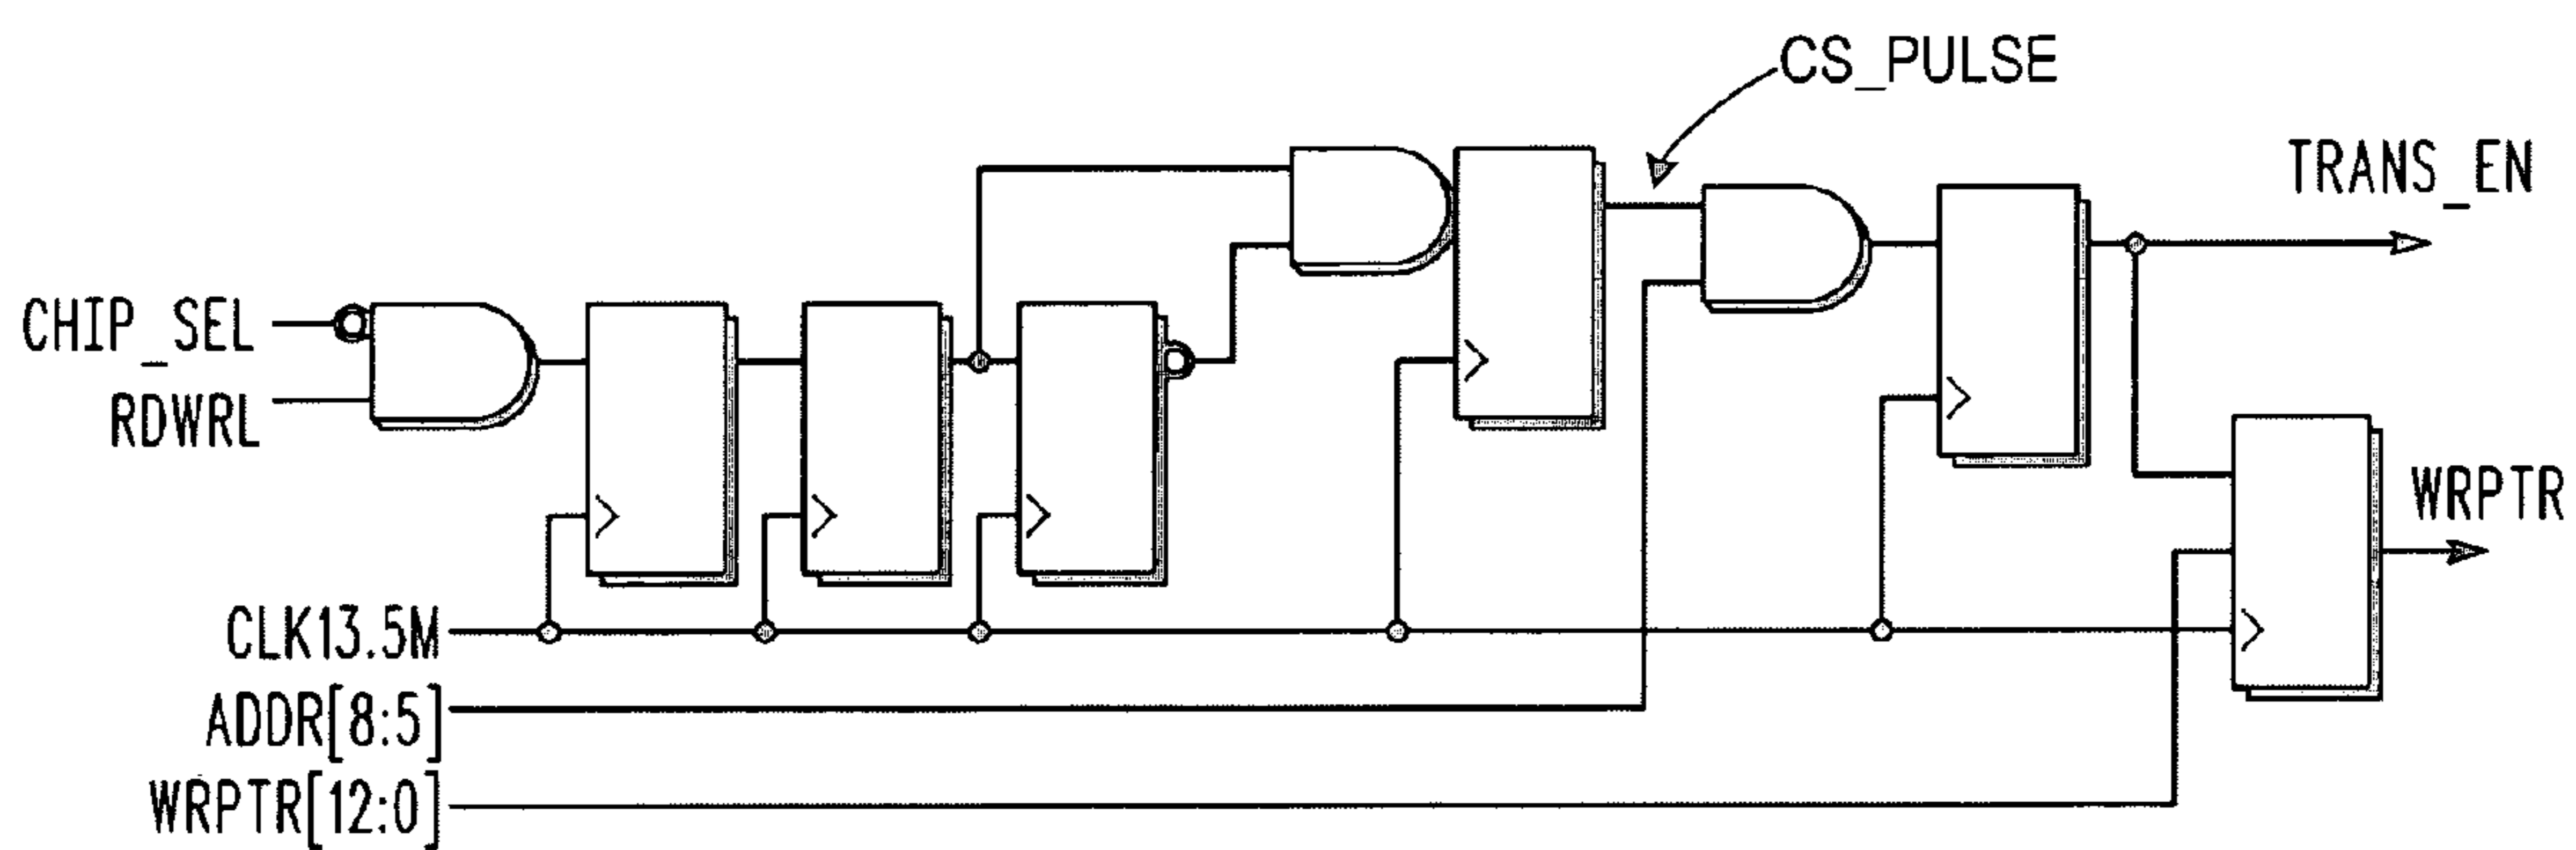 CS_PULSE
TRANS_EN
CHIP_SEL
RDWRL
WRPTR
CLK13.5M
ADDR[8:5]
WRPTR[12:0]